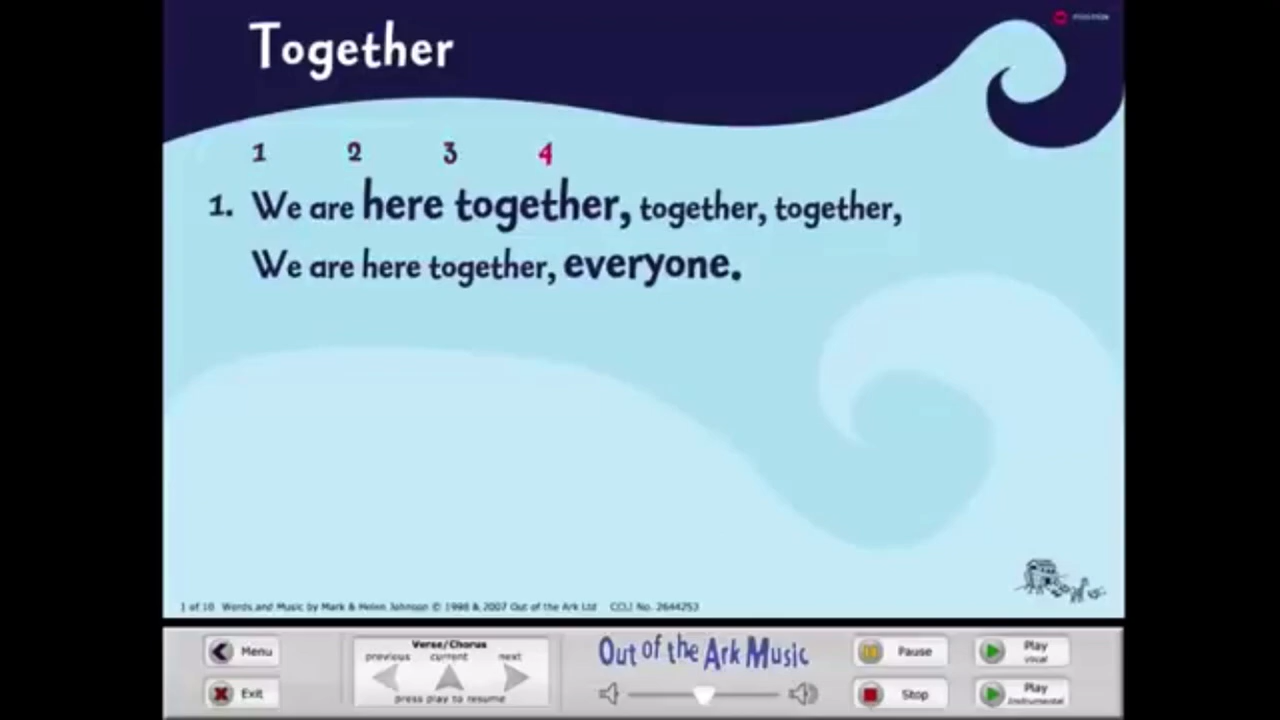 Together
1 2 3 4
1. We are here together, together, together,
We are here together, everyone.
1 of 10 Words and Music by Mark & Helen Johnson © 1998 & 2007 Out of the Ark Ltd CCLI No. 2644253
Menu
Exit
Verse/Chorus
previous current next
press play to resume
Out of the Ark Music
Pause
Stop
Play
vocal
Play
Instrumental